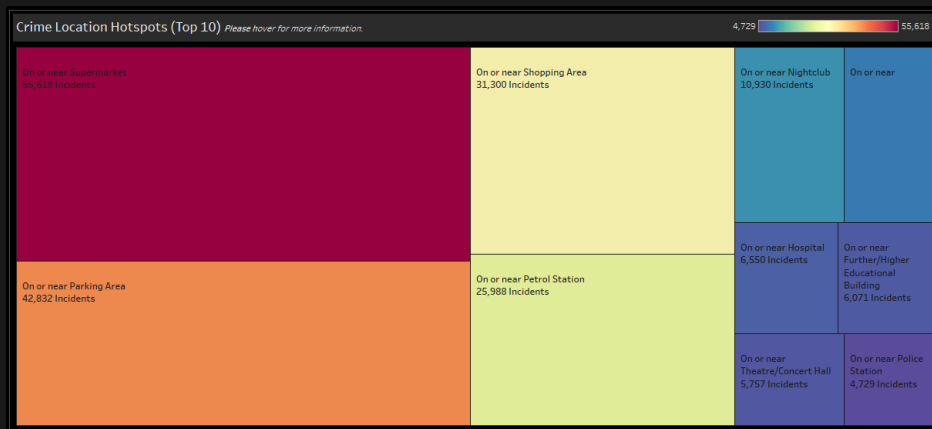 Crime Location Hotspots (Top 10) Please hover for more information.
4,729 55,618
On or near Supermarket
55,618 Incidents
On or near Parking Area
42,832 Incidents
On or near Shopping Area
31,300 Incidents
On or near Petrol Station
25,988 Incidents
On or near Nightclub
10,930 Incidents
On or near
On or near Hospital
6,550 Incidents
On or near
Further/Higher
Educational
Building
6,071 Incidents
On or near
Theatre/Concert Hall
5,757 Incidents
On or near Police
Station
4,729 Incidents